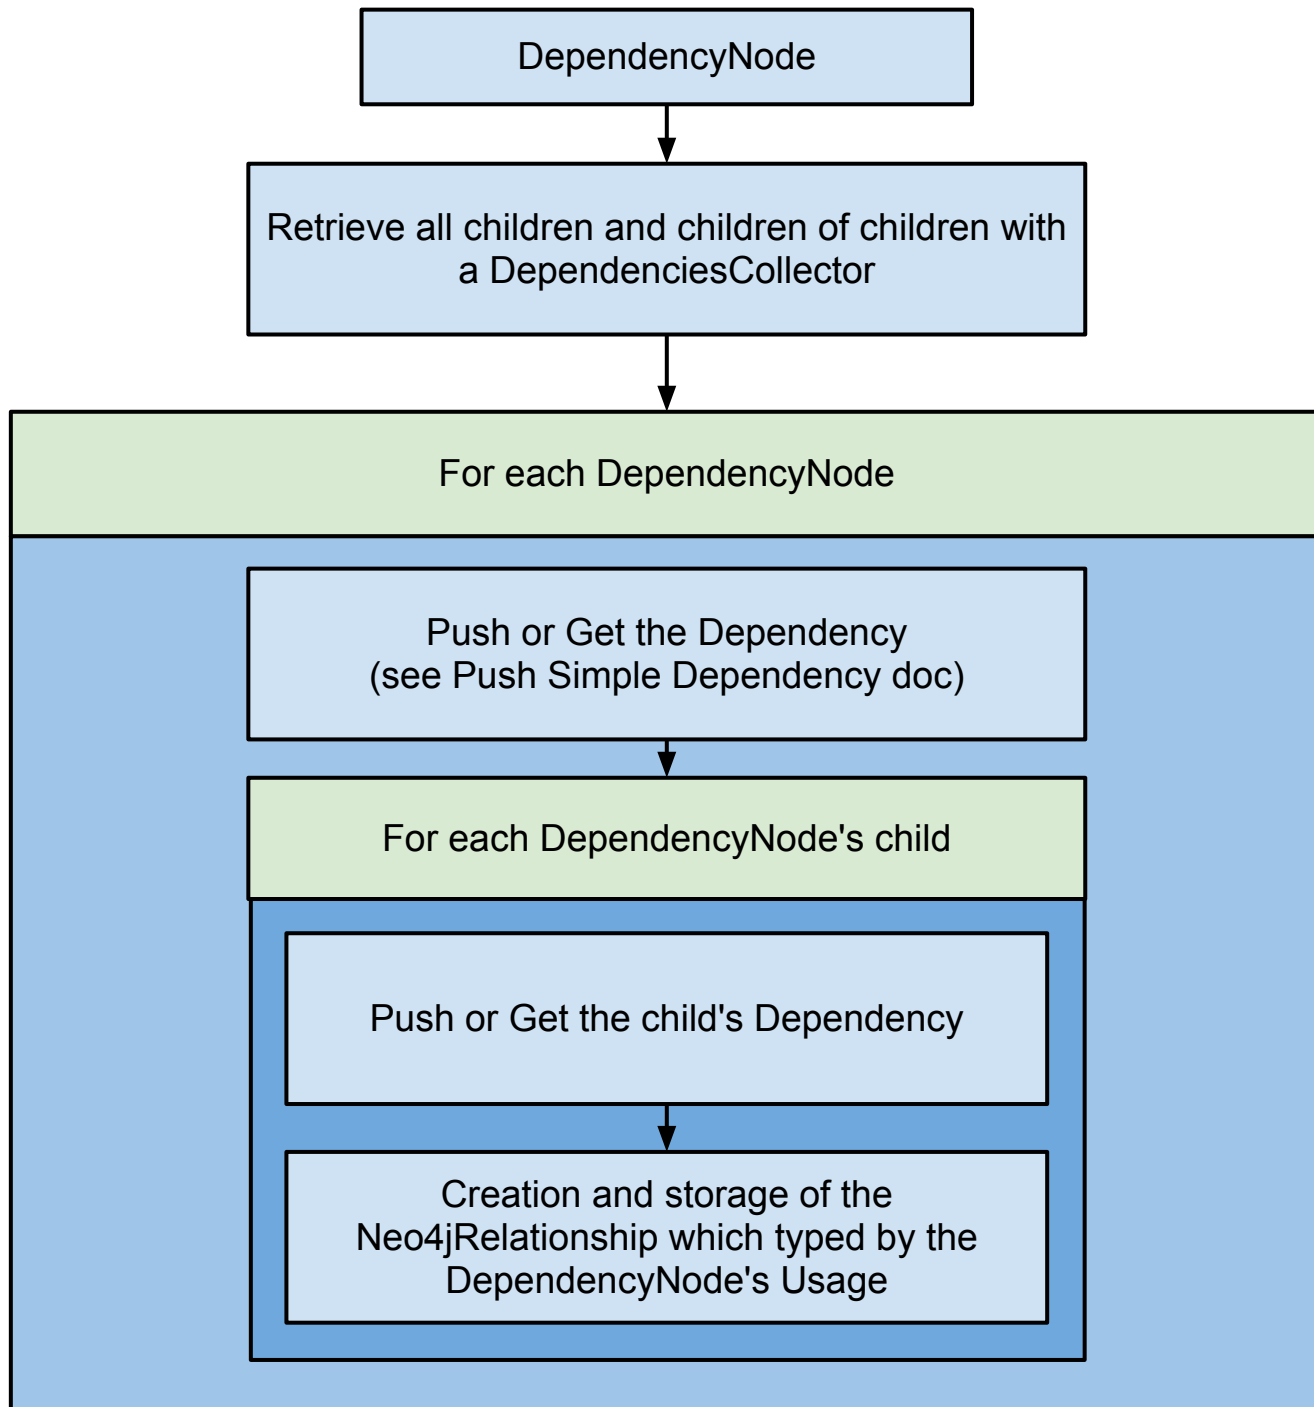 DependencyNode
Retrieve all children and children of children with
a DependenciesCollector
For each DependencyNode
Push or Get the Dependency
(see Push Simple Dependency doc)
For each DependencyNode's child
Push or Get the child's Dependency
Creation and storage of the
Neo4jRelationship which typed by the
DependencyNode's Usage